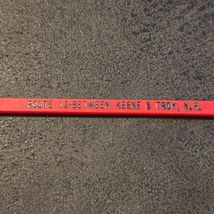 ROUTE 12-BETWEEN KEENE & TROY, N.H.